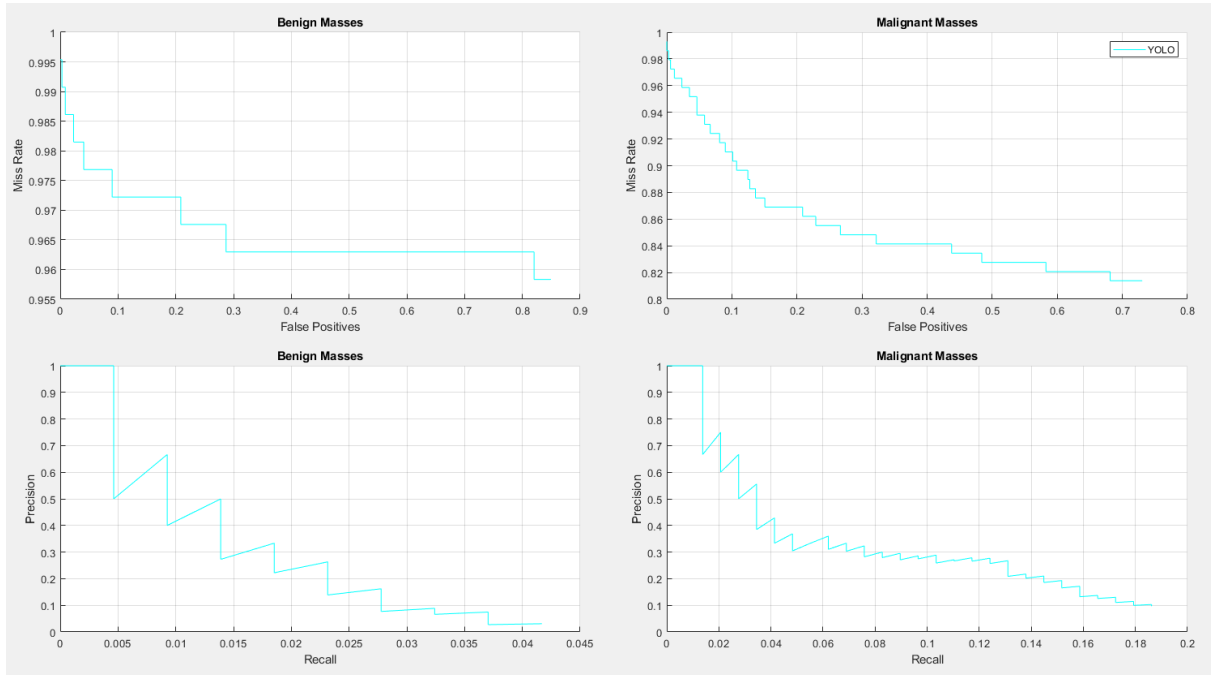 Benign Masses
1
0.995
0.99
0.985
0.98
0.975
0.97
0.965
0.96
0.955
Miss Rate
0 0.1 0.2 0.3 0.4 0.5 0.6 0.7 0.8 0.9
False Positives
Malignant Masses
YOLO
1
0.98
0.96
0.94
0.92
0.9
0.88
0.86
0.84
0.82
0.8
Miss Rate
0 0.1 0.2 0.3 0.4 0.5 0.6 0.7 0.8
False Positives
Benign Masses
1
0.9
0.8
0.7
0.6
0.5
0.4
0.3
0.2
0.1
0
Precision
0 0.005 0.01 0.015 0.02 0.025 0.03 0.035 0.04 0.045
Recall
Malignant Masses
1
0.9
0.8
0.7
0.6
0.5
0.4
0.3
0.2
0.1
0
Precision
0 0.02 0.04 0.06 0.08 0.1 0.12 0.14 0.16 0.18 0.2
Recall